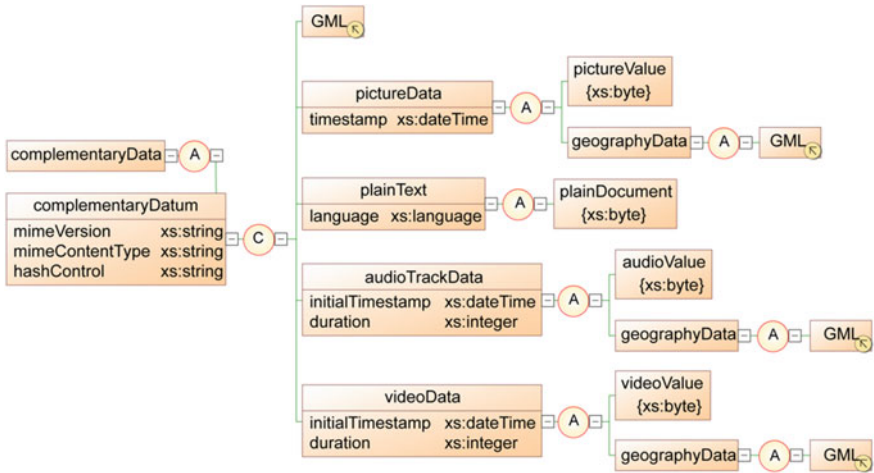 GML
pictureData
timestamp xs:dateTime
A
pictureValue
{xs:byte}
geographyData
A
GML
complementaryData
A
complementaryDatum
mimeVersion xs:string
mimeContentType xs:string
hashControl xs:string
C
plainText
language xs:language
A
plainDocument
{xs:byte}
audioTrackData
initialTimestamp xs:dateTime
duration xs:integer
A
audioValue
{xs:byte}
geographyData
A
GML
videoData
initialTimestamp xs:dateTime
duration xs:integer
A
videoValue
{xs:byte}
geographyData
A
GML